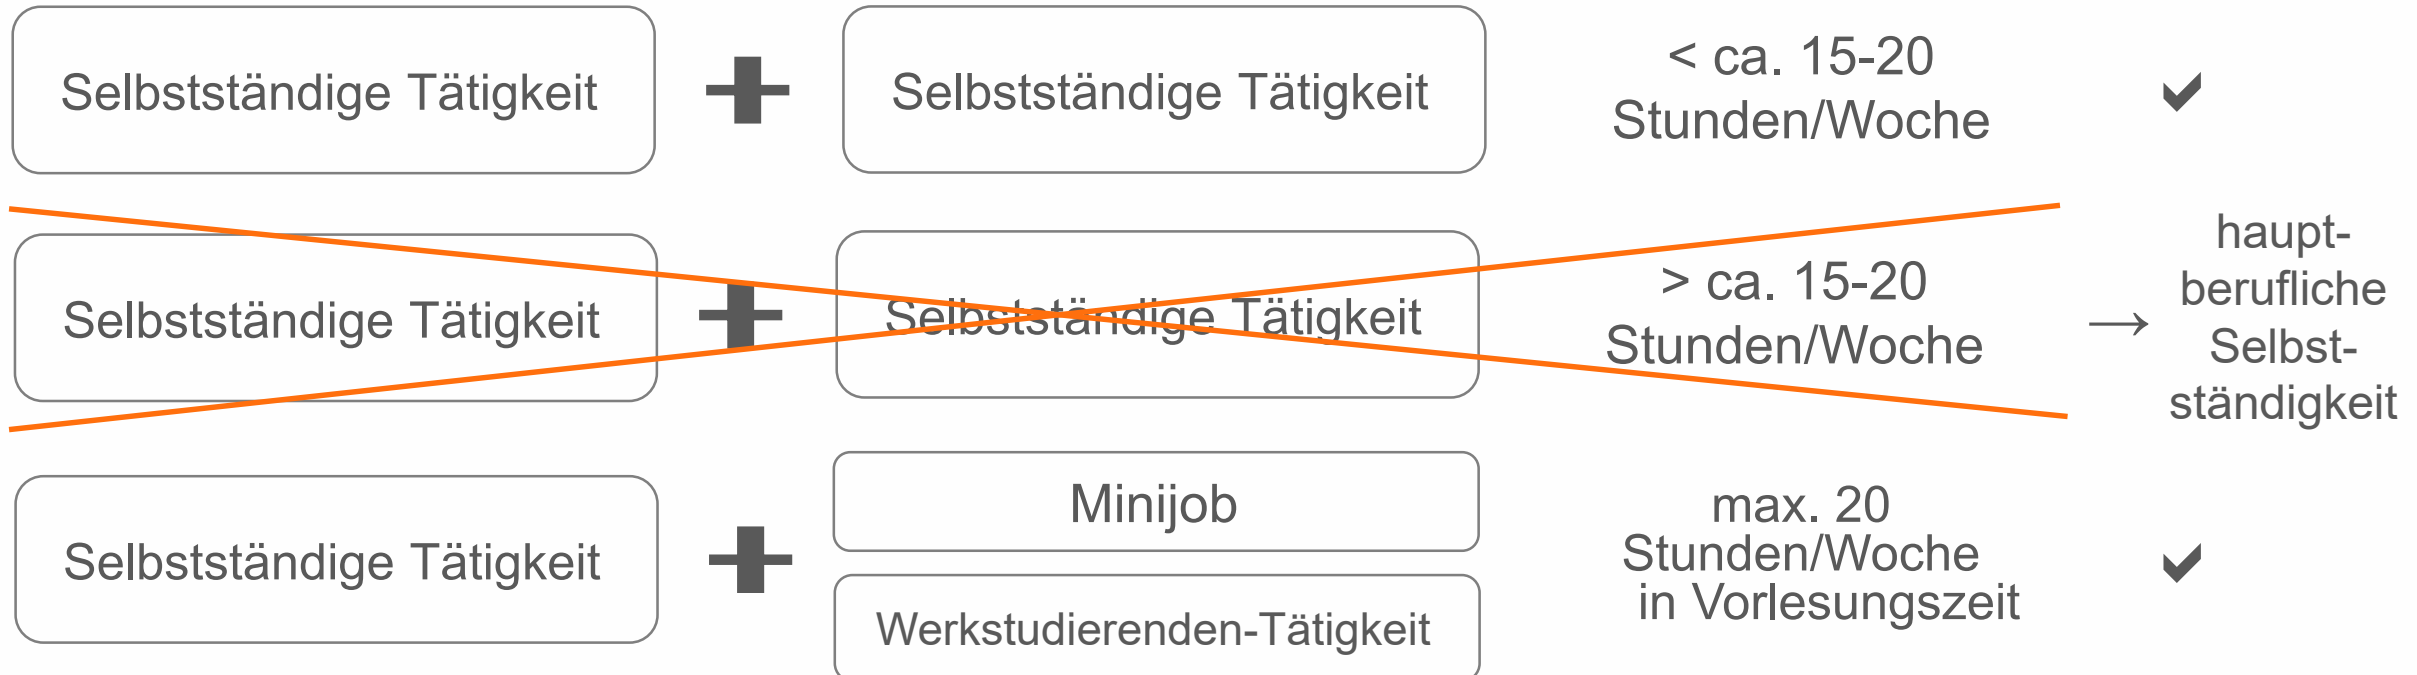 Selbstständige Tätigkeit
Selbstständige Tätigkeit
< ca. 15-20
Stunden/Woche
Selbstständige Tätigkeit
Selbstständige Tätigkeit
> ca. 15-20
Stunden/Woche
→
haupt-
berufliche
Selbst-
ständigkeit
Selbstständige Tätigkeit
Minijob
Werkstudierenden-Tätigkeit
max. 20
Stunden/Woche
in Vorlesungszeit